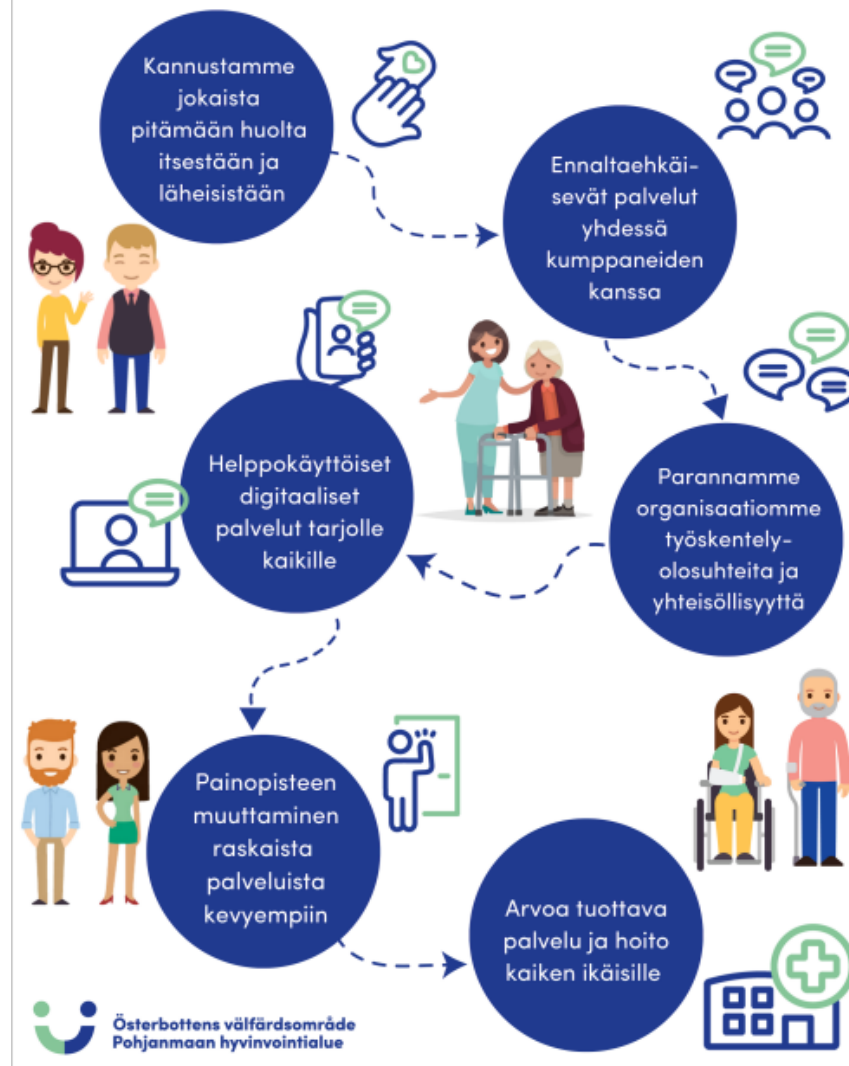 Kannustamme
jokaista
pitämään huolta
itsestään ja
läheisistään
Ennaltaehkäi-
sevät palvelut
yhdessä
kumppaneiden
kanssa
Parannamme
organisaatiomme
työskentely-
olosuhteita ja
yhteisöllisyyttä
Helppokäyttöiset
digitaaliset
palvelut tarjolle
kaikille
Painopisteen
muuttaminen
raskaista
palveluista
kevyempiin
Arvoa tuottava
palvelu ja hoito
kaiken ikäisille
Österbottens välfärdsområde
Pohjanmaan hyvinvointialue